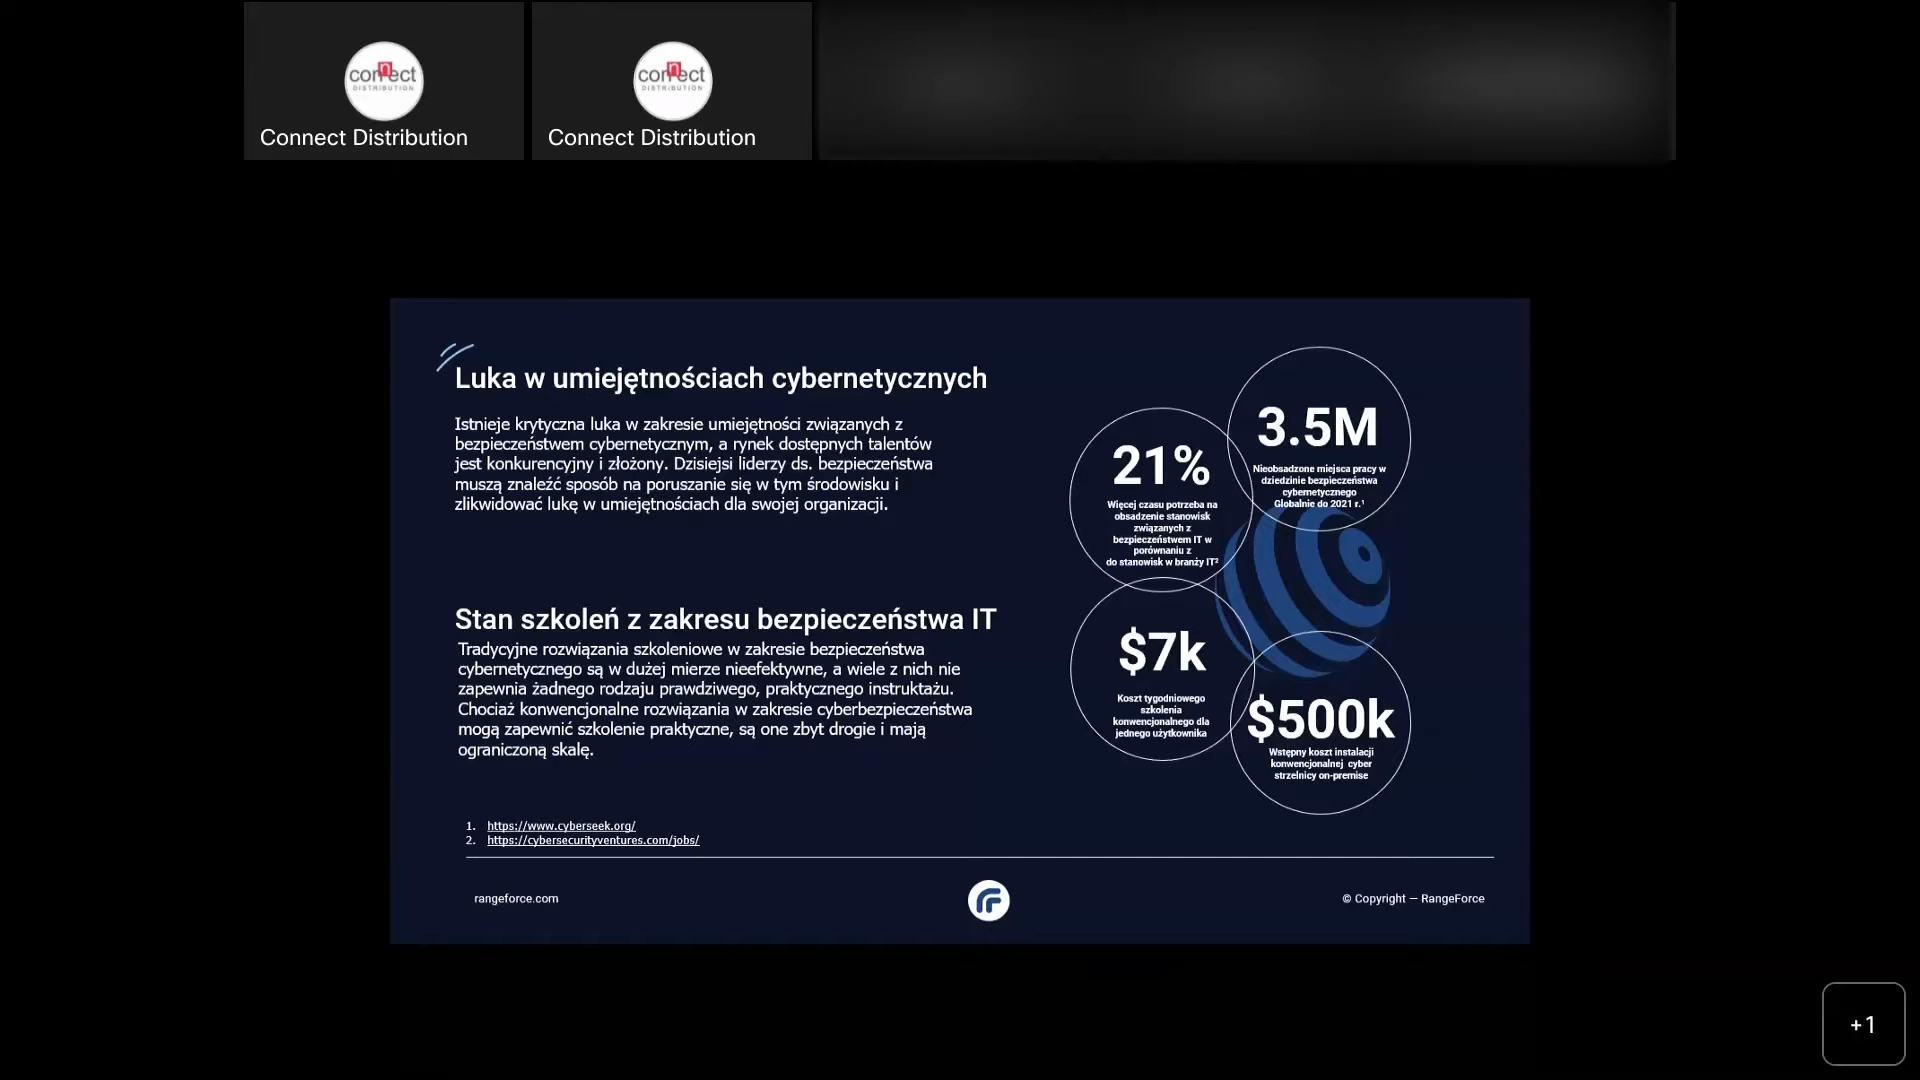 connect
DISTRIBUTION
Connect Distribution
connect
DISTRIBUTION
Connect Distribution
Luka w umiejętnościach cybernetycznych
Istnieje krytyczna luka w zakresie umiejętności związanych z
bezpieczeństwem cybernetycznym, a rynek dostępnych talentów
jest konkurencyjny i złożony. Dzisiejsi liderzy ds. bezpieczeństwa
muszą znaleźć sposób na poruszanie się w tym środowisku i
zlikwidować lukę w umiejętnościach dla swojej organizacji.
Stan szkoleń z zakresu bezpieczeństwa IT
Tradycyjne rozwiązania szkoleniowe w zakresie bezpieczeństwa
cybernetycznego są w dużej mierze nieefektywne, a wiele z nich nie
zapewnia żadnego rodzaju prawdziwego, praktycznego instruktażu.
Chociaż konwencjonalne rozwiązania w zakresie cyberbezpieczeństwa
mogą zapewnić szkolenie praktyczne, są one zbyt drogie i mają
ograniczoną skalę.
21%
Więcej czasu potrzeba na
obsadzenie stanowisk
związanych z
bezpieczeństwem IT w
porównaniu z
do stanowisk w branży IT²
3.5M
Nieobsadzone miejsca pracy w
dziedzinie bezpieczeństwa
cybernetycznego
Globalnie do 2021 r.¹
$7k
Koszt tygodniowego
szkolenia
konwencjonalnego dla
jednego użytkownika
$500k
Wstępny koszt instalacji
konwencjonalnej cyber
strzelnicy on-premise
1. https://www.cyberseek.org/
2. https://cybersecurityventures.com/jobs/
rangeforce.com
© Copyright — RangeForce
+1